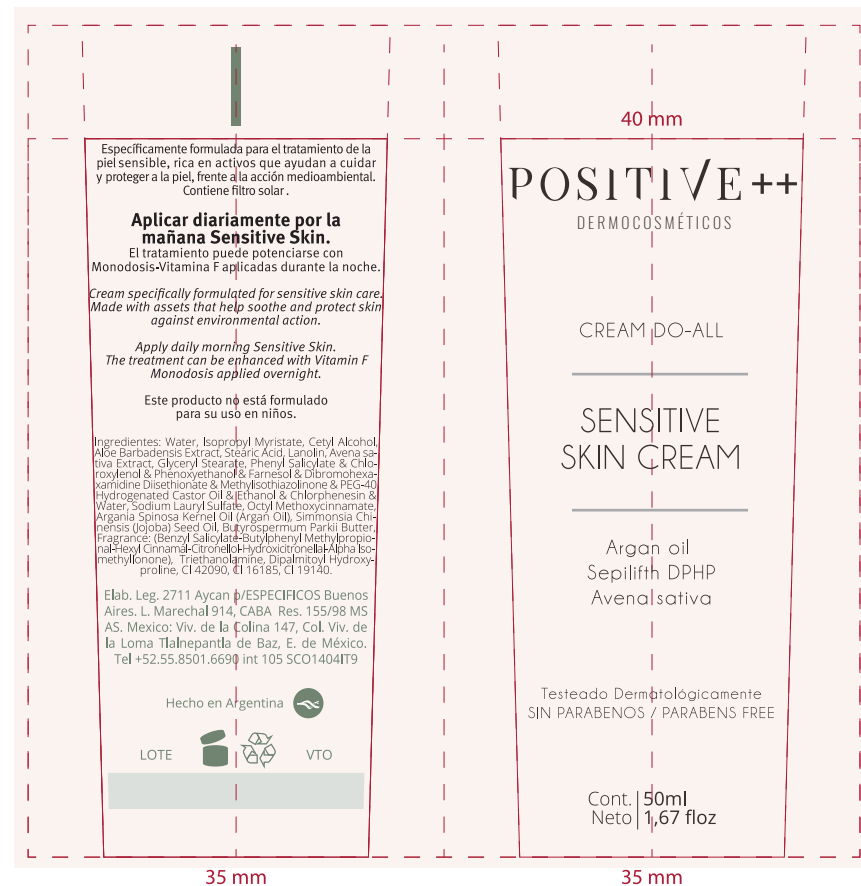 Específicamente formulada para el tratamiento de la
piel sensible, rica en activos que ayudan a cuidar
y proteger a la piel, frente a la acción medioambiental.
Contiene filtro solar .
Aplicar diariamente por la
mañana Sensitive Skin.
El tratamiento puede potenciarse con
Monodosis-Vitamina F aplicadas durante la noche.
Cream specifically formulated for sensitive skin care.
Made with assets that help soothe and protect skin
against environmental action.
Apply daily morning Sensitive Skin.
The treatment can be enhanced with Vitamin F
Monodosis applied overnight.
Este producto no está formulado
para su uso en niños.
Ingredientes: Water, Isopropyl Myristate, Cetyl Alcohol,
Aloe Barbadensis Extract, Stearic Acid, Lanolin, Avena sa-
tiva Extract, Glyceryl Stearate, Phenyl Salicylate & Chlo-
roxylenol & Phenoxyethanol & Farnesol & Dibromohexa-
xamidine Diisethionate & Methylisothiazolinone & PEG-40
Hydrogenated Castor Oil & Ethanol & Chlorphenesin &
Water, Sodium Lauryl Sulfate, Octyl Methoxycinnamate,
Argania Spinosa Kernel Oil (Argan Oil), Simmonsia Chi-
nensis (Jojoba) Seed Oil, Butyrospermum Parkii Butter,
Fragrance: (Benzyl Salicylate-Butylphenyl Methylpropio-
nal-Hexyl Cinnamal-Citronellol-Hydroxicitronella-Alpha Iso-
methylIonone), Triethanolamine, Dipalmitoyl Hydroxy-
proline, CI 42090, CI 16185, CI 19140.
Elab. Leg. 2711 Aycan p/ESPECIFICOS Buenos
Aires. L. Marechal 914, CABA Res. 155/98 MS
AS. Mexico: Viv. de la Colina 147, Col. Viv. de
la Loma Tlalnepantla de Baz, E. de México.
Tel +52.55.8501.6690 int 105 SCO1404IT9
Hecho en Argentina
LOTE VTO
35 mm
40 mm
POSITIVE++
DERMOCOSMÉTICOS
CREAM DO-ALL
SENSITIVE
SKIN CREAM
Argan oil
Sepilifth DPHP
Avena sativa
Testeado Dermatológicamente
SIN PARABENOS / PARABENS FREE
Cont. 50ml
Neto 1,67 floz
35 mm